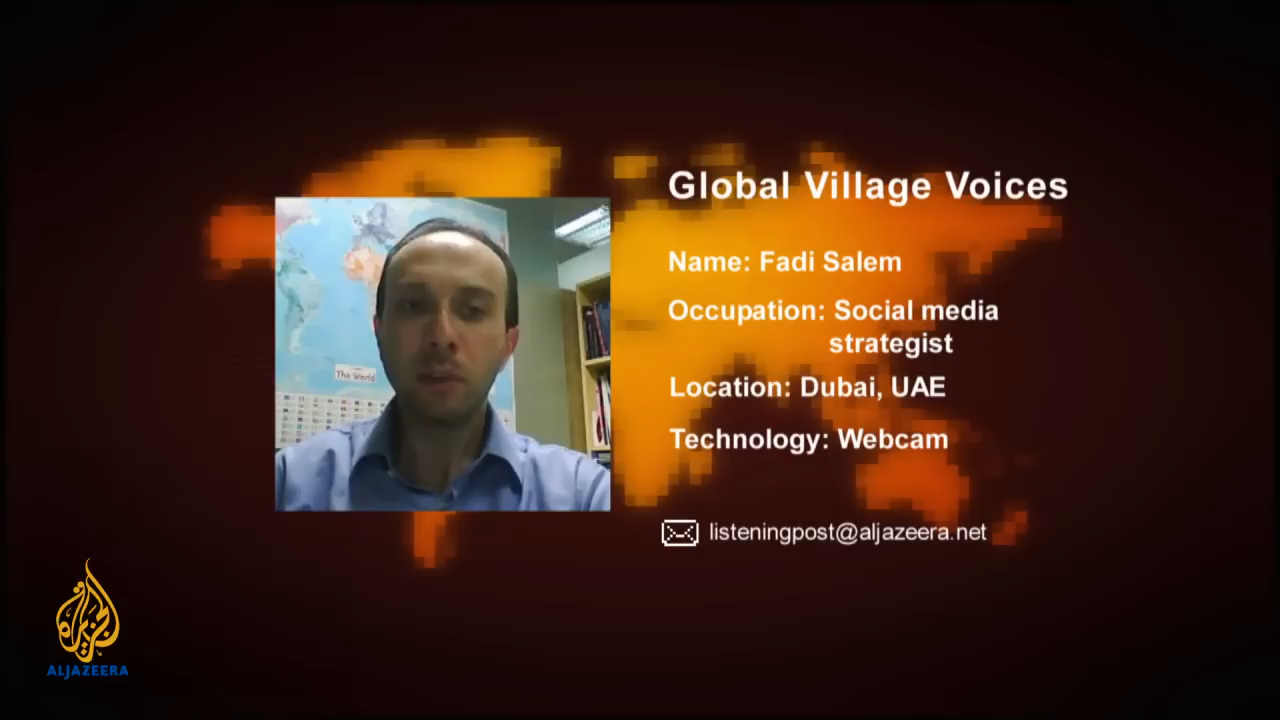 Global Village Voices
Name: Fadi Salem
Occupation: Social media
strategist
Location: Dubai, UAE
Technology: Webcam
listeningpost@aljazeera.net
The World
الجزيرة
ALJAZEERA